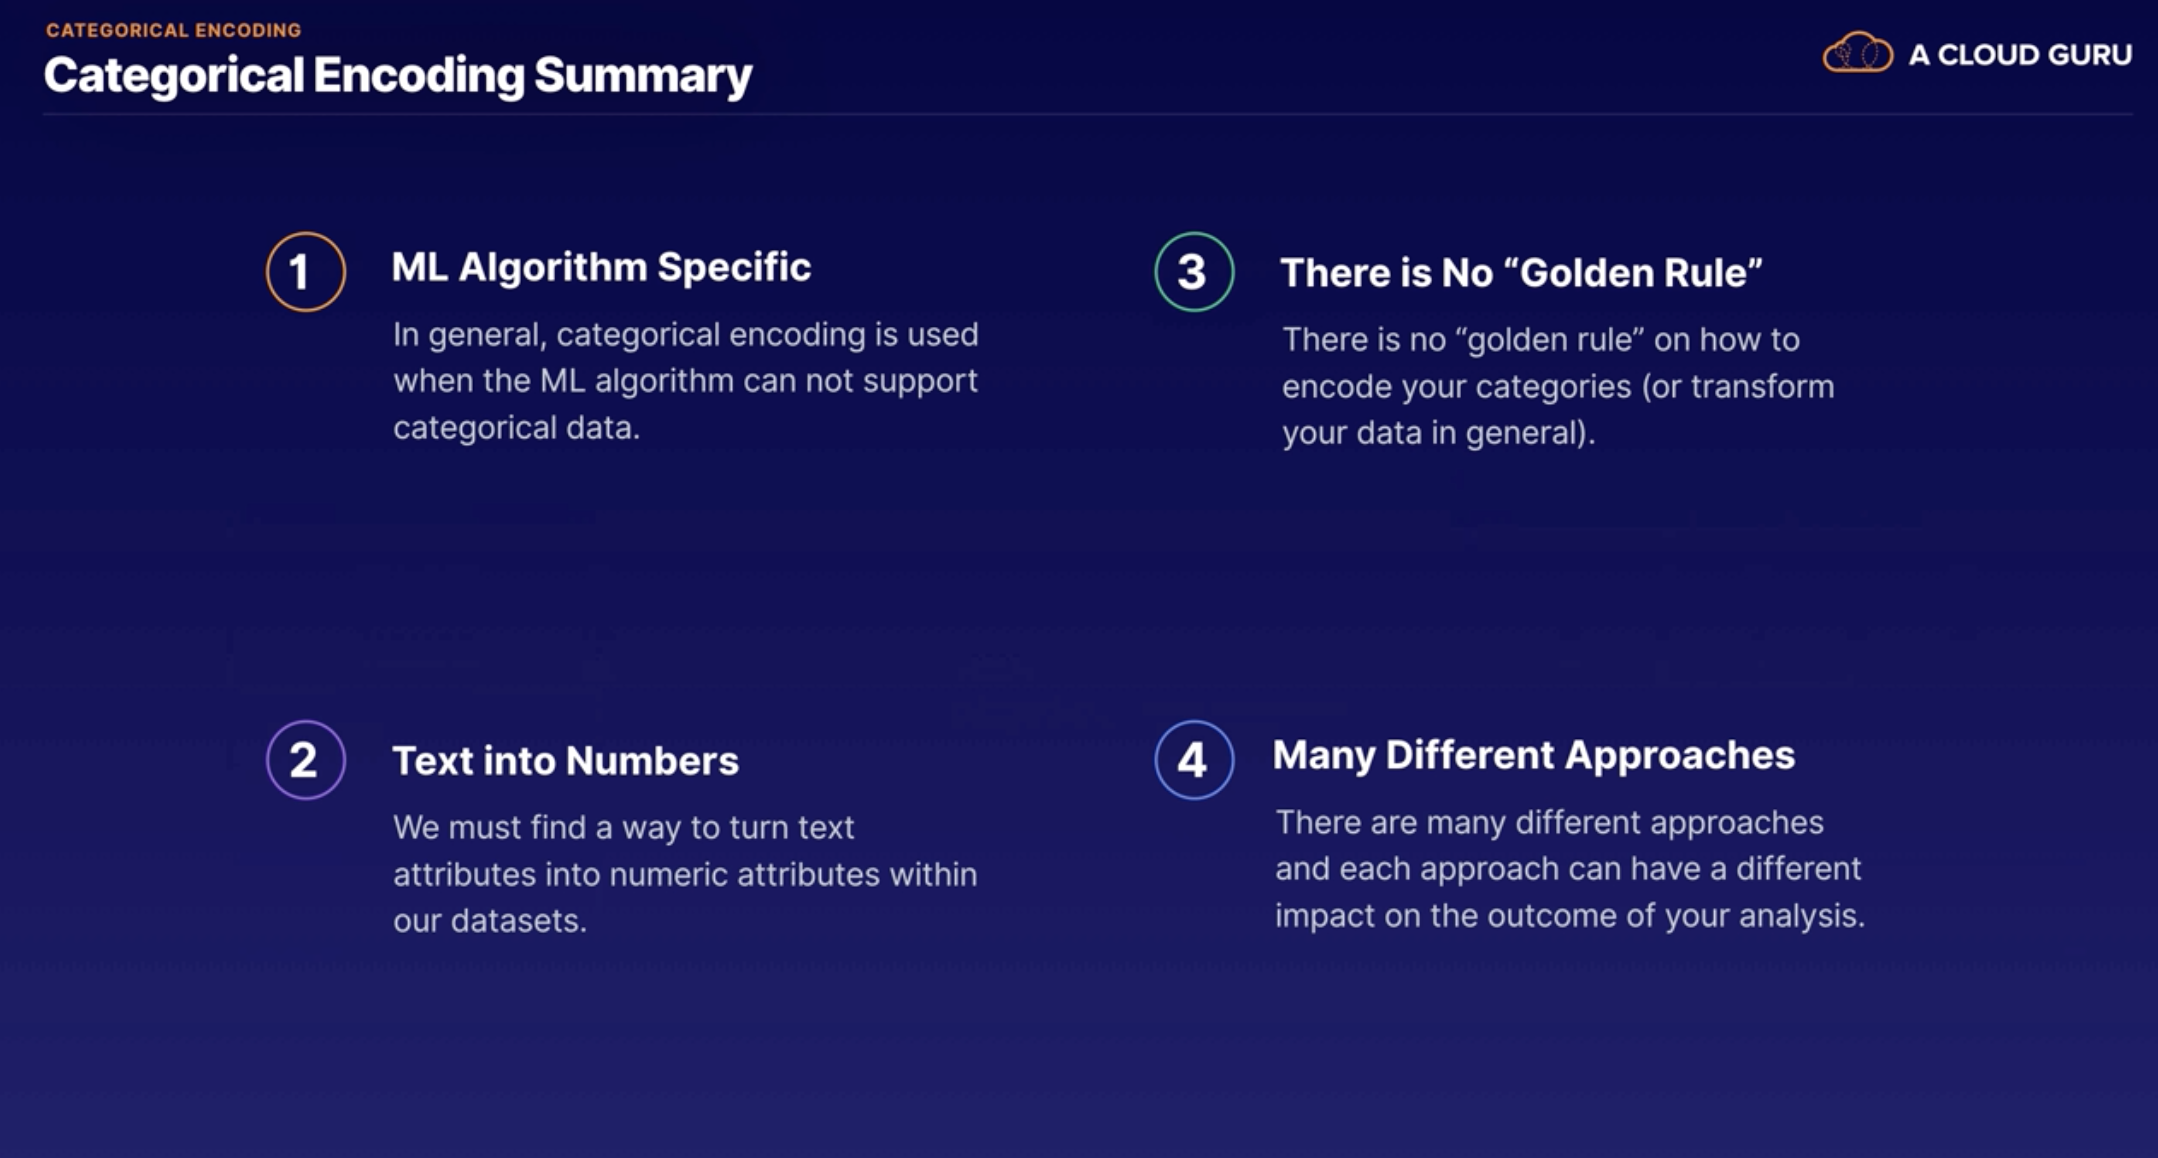 CATEGORICAL ENCODING
Categorical Encoding Summary
A CLOUD GURU
1
ML Algorithm Specific
In general, categorical encoding is used
when the ML algorithm can not support
categorical data.
2
Text into Numbers
We must find a way to turn text
attributes into numeric attributes within
our datasets.
3
There is No “Golden Rule”
There is no “golden rule” on how to
encode your categories (or transform
your data in general).
4
Many Different Approaches
There are many different approaches
and each approach can have a different
impact on the outcome of your analysis.